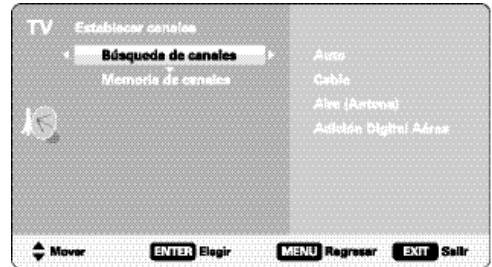 TV Establecer canales
Búsqueda de canales
Memoria de canales
Auto
Cable
Aire (Antena)
Adición Digital Aérea
Mover ENTER Elegir MENU Regresar EXIT Salir